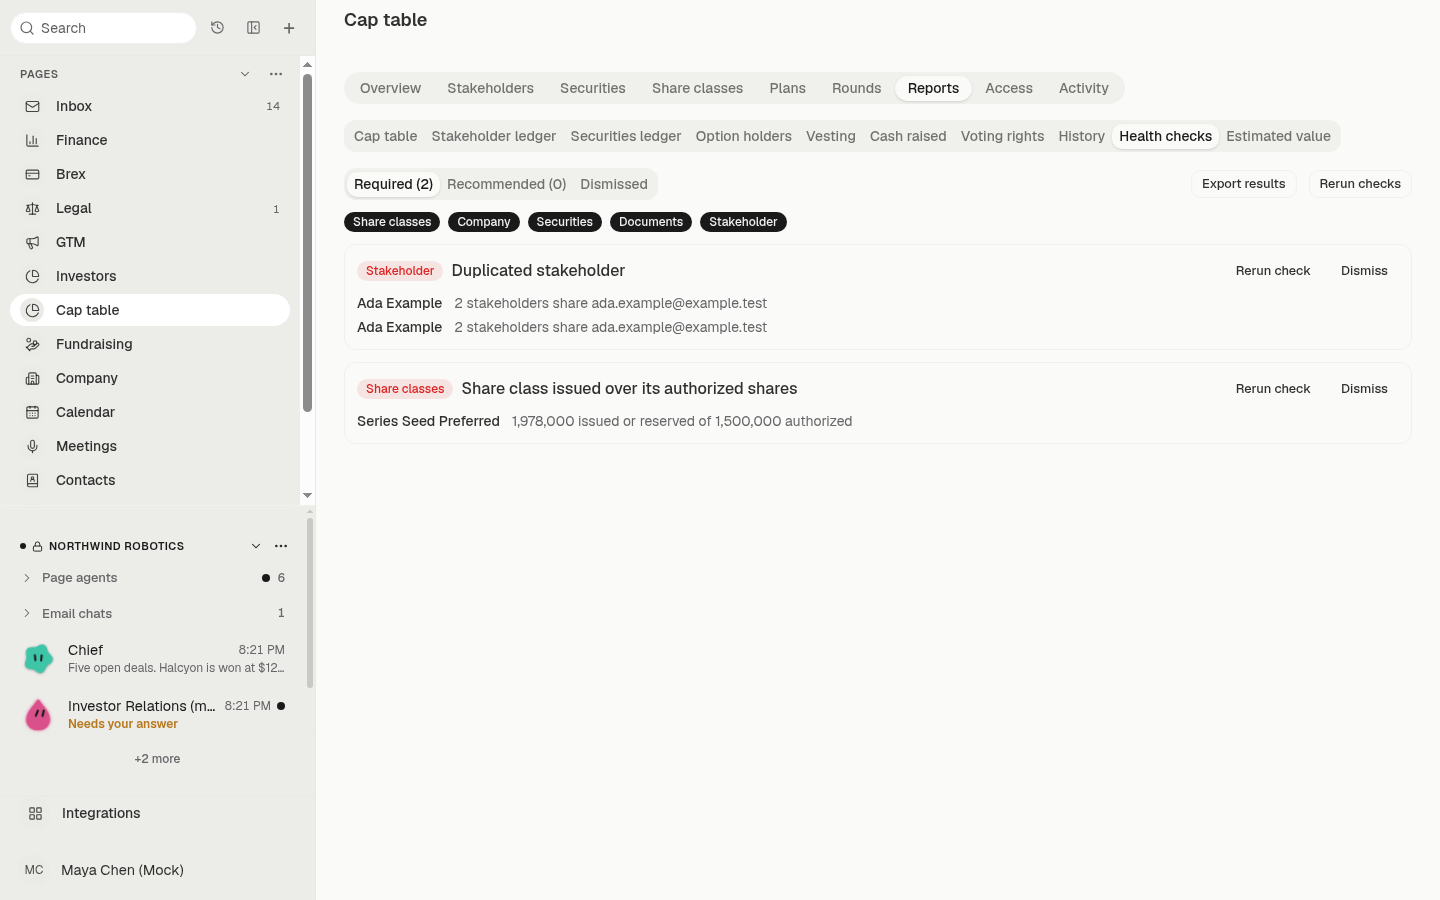 Search
PAGES
Inbox 14
Finance
Brex
Legal 1
GTM
Investors
Cap table
Fundraising
Company
Calendar
Meetings
Contacts
NORTHWIND ROBOTICS
Page agents 6
Email chats 1
Chief 8:21 PM
Five open deals. Halcyon is won at $12…
Investor Relations (m… 8:21 PM
Needs your answer
+2 more
Integrations
MC Maya Chen (Mock)
Cap table
Overview Stakeholders Securities Share classes Plans Rounds Reports Access Activity
Cap table Stakeholder ledger Securities ledger Option holders Vesting Cash raised Voting rights History Health checks Estimated value
Required (2) Recommended (0) Dismissed Export results Rerun checks
Share classes Company Securities Documents Stakeholder
Stakeholder Duplicated stakeholder Rerun check Dismiss
Ada Example 2 stakeholders share ada.example@example.test
Ada Example 2 stakeholders share ada.example@example.test
Share classes Share class issued over its authorized shares Rerun check Dismiss
Series Seed Preferred 1,978,000 issued or reserved of 1,500,000 authorized